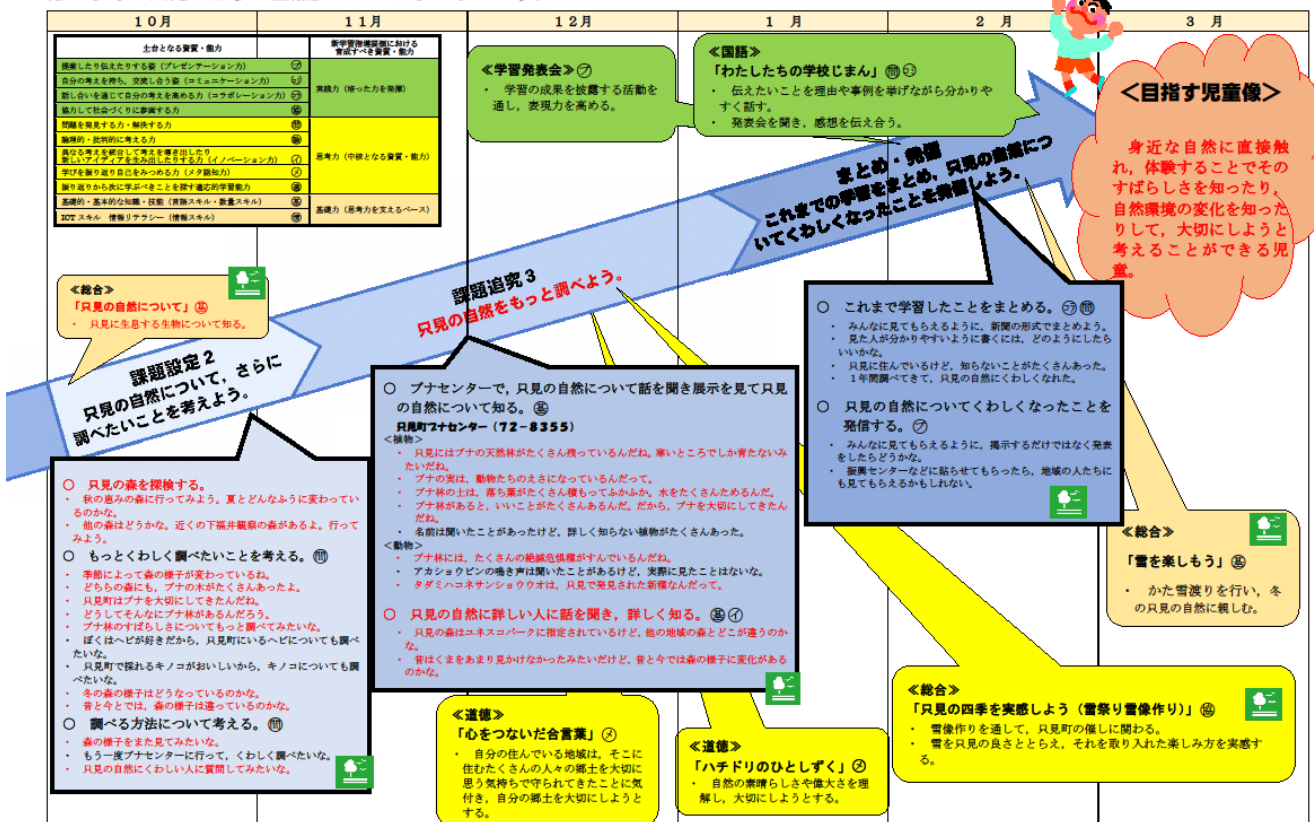 10月
11月
12月
1 月
2 月
3 月
土台となる資質・能力
新学習指導要領における
育成すべき資質・能力
提案したり伝えたりする姿(プレゼンテーション力) プ
自分の考えを持ち、交流し合う姿(コミュニケーション力)
話し合いを通じて自分の考えを高める力(コラボレーション力)
協力して社会づくりに参画する力 協
実践力(培った力を発揮)
問題を発見する力・解決する力 問
論理的・批判的に考える力
異なる考えを統合して考えを導き出したり
新しいアイディアを生み出したりする力(イノベーション力) イ
学びを振り返り自己をみつめる力(メタ認知力) メ
振り返りから次に学ぶべきことを探す適応的学習能力
思考力(中核となる資質・能力)
基礎的・基本的な知識・技能(言語スキル・数量スキル) 基
ICTスキル 情報リテラシー(情報スキル) 情
基礎力(思考力を支えるベース)
≪学習発表会≫プ
・ 学習の成果を披露する活動を
通し、表現力を高める。
≪国語≫
「わたしたちの学校じまん」問コミ
・ 伝えたいことを理由や事例を挙げながら分かりや
すく話す。
・ 発表会を聞き、感想を伝え合う。
<目指す児童像>
身近な自然に直接触
れ,体験することでその
すばらしさを知ったり,
自然環境の変化を知った
りして,大切にしようと
考えることができる児
童。
まとめ・発信
これまでの学習をまとめ,只見の自然につ
いてくわしくなったことを発信しよう。
課題追究3
只見の自然をもっと調べよう。
≪総合≫
「只見の自然について」基
・ 只見に生息する生物について知る。
課題設定2
只見の自然について,さらに
調べたいことを考えよう。
○ 只見の森を探検する。
・ 秋の恵みの森に行ってみよう。夏とどんなふうに変わってい
るのかな。
・ 他の森はどうかな。近くの下福井観察の森があるよ。行って
みよう。
○ もっとくわしく調べたいことを考える。問
・ 季節によって森の様子が変わっているね。
・ どちらの森にも,ブナの木がたくさんあったよ。
・ 只見町はブナを大切にしてきたんだね。
・ どうしてそんなにブナ林があるんだろう。
・ ブナ林のすばらしさについてもっと調べてみたいな。
・ ぼくはヘビが好きだから,只見町にいるヘビについても調べ
たいな。
・ 只見町で採れるキノコがおいしいから,キノコについても調
べたいな。
・ 冬の森の様子はどうなっているのかな。
・ 昔と今とでは,森の様子は違っているのかな。
○ 調べる方法について考える。問
・ 森の様子をまた見てみたいな。
・ もう一度ブナセンターに行って,くわしく調べたいな。
・ 只見の自然にくわしい人に質問してみたいな。
○ ブナセンターで,只見の自然について話を聞き展示を見て只見
の自然について知る。基
只見町ブナセンター(72-8355)
<植物>
・ 只見にはブナの天然林がたくさん残っているんだね。寒いところでしか育たないみ
たいだね。
・ ブナの実は,動物たちのえさになっているんだって。
・ ブナ林の土は,落ち葉がたくさん積もってふかふか。水をたくさんためるんだ。
・ ブナ林があると,いいことがたくさんあるんだ。だから,ブナを大切にしてきたん
だね。
・ 名前は聞いたことがあったけど,詳しく知らない植物がたくさんあった。
<動物>
・ ブナ林には,たくさんの絶滅危惧種がすんでいるんだね。
・ アカショウビンの鳴き声は聞いたことがあるけど,実際に見たことはないな。
・ タダミハコネサンショウウオは,只見で発見された新種なんだって。
○ 只見の自然に詳しい人に話を聞き,詳しく知る。基イ
・ 只見の森はユネスコパークに指定されているけど,他の地域の森とどこが違うのか
な。
・ 昔はくまをあまり見かけなかったみたいだけど,昔と今では森の様子に変化がある
のかな。
○ これまで学習したことをまとめる。コラ問
・ みんなに見てもらえるように,新聞の形式でまとめよう。
・ 見た人が分かりやすいように書くには,どのようにしたら
いいかな。
・ 只見に住んでいるけど,知らないことがたくさんあった。
・ 1年間調べてきて,只見の自然にくわしくなれた。
○ 只見の自然についてくわしくなったことを
発信する。プ
・ みんなに見てもらえるように,掲示するだけではなく発表
をしたらどうかな。
・ 振興センターなどに貼らせてもらったら,地域の人たちに
も見てもらえるかもしれない。
≪総合≫
「雪を楽しもう」基
・ かた雪渡りを行い,冬
の只見の自然に親しむ。
≪道徳≫
「心をつないだ合言葉」メ
・ 自分の住んでいる地域は,そこに
住むたくさんの人々の郷土を大切に
思う気持ちで守られてきたことに気
付き,自分の郷土を大切にしようと
する。
≪道徳≫
「ハチドリのひとしずく」メ
・ 自然の素晴らしさや偉大さを理
解し,大切にしようとする。
≪総合≫
「只見の四季を実感しよう(雪祭り雪像作り)」協
・ 雪像作りを通して,只見町の催しに関わる。
・ 雪を只見の良さととらえ,それを取り入れた楽しみ方を実感す
る。